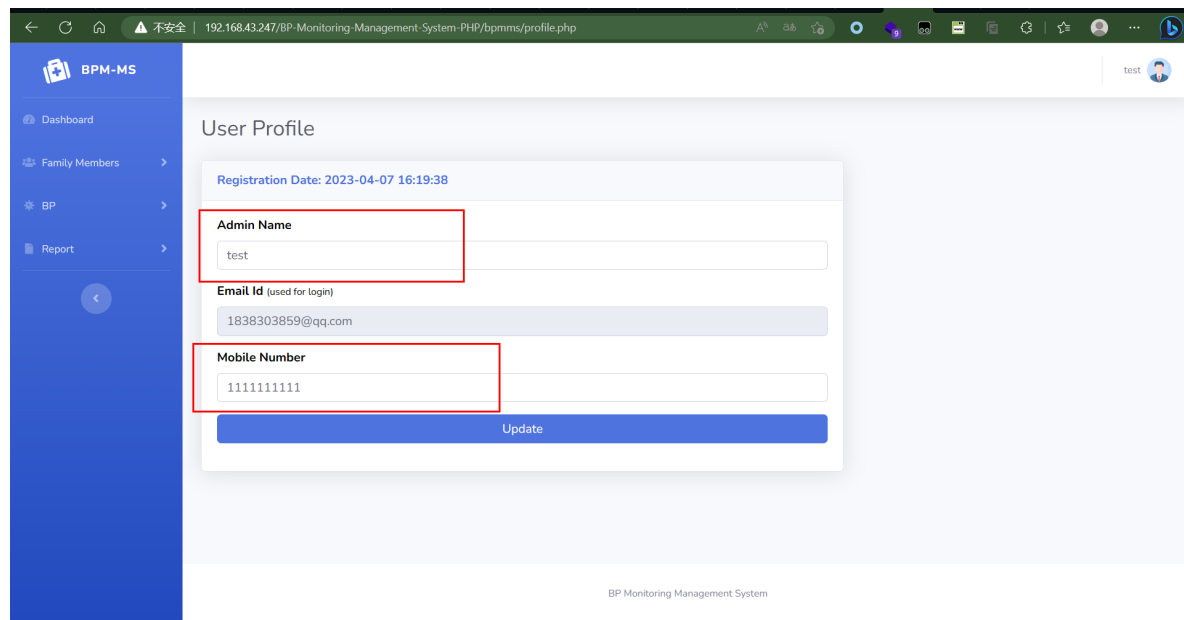 不安全 | 192.168.43.247/BP-Monitoring-Management-System-PHP/bpmms/profile.php
9
BPM-MS
test
Dashboard
Family Members
BP
Report
User Profile
Registration Date: 2023-04-07 16:19:38
Admin Name
test
Email Id (used for login)
1838303859@qq.com
Mobile Number
1111111111
Update
BP Monitoring Management System